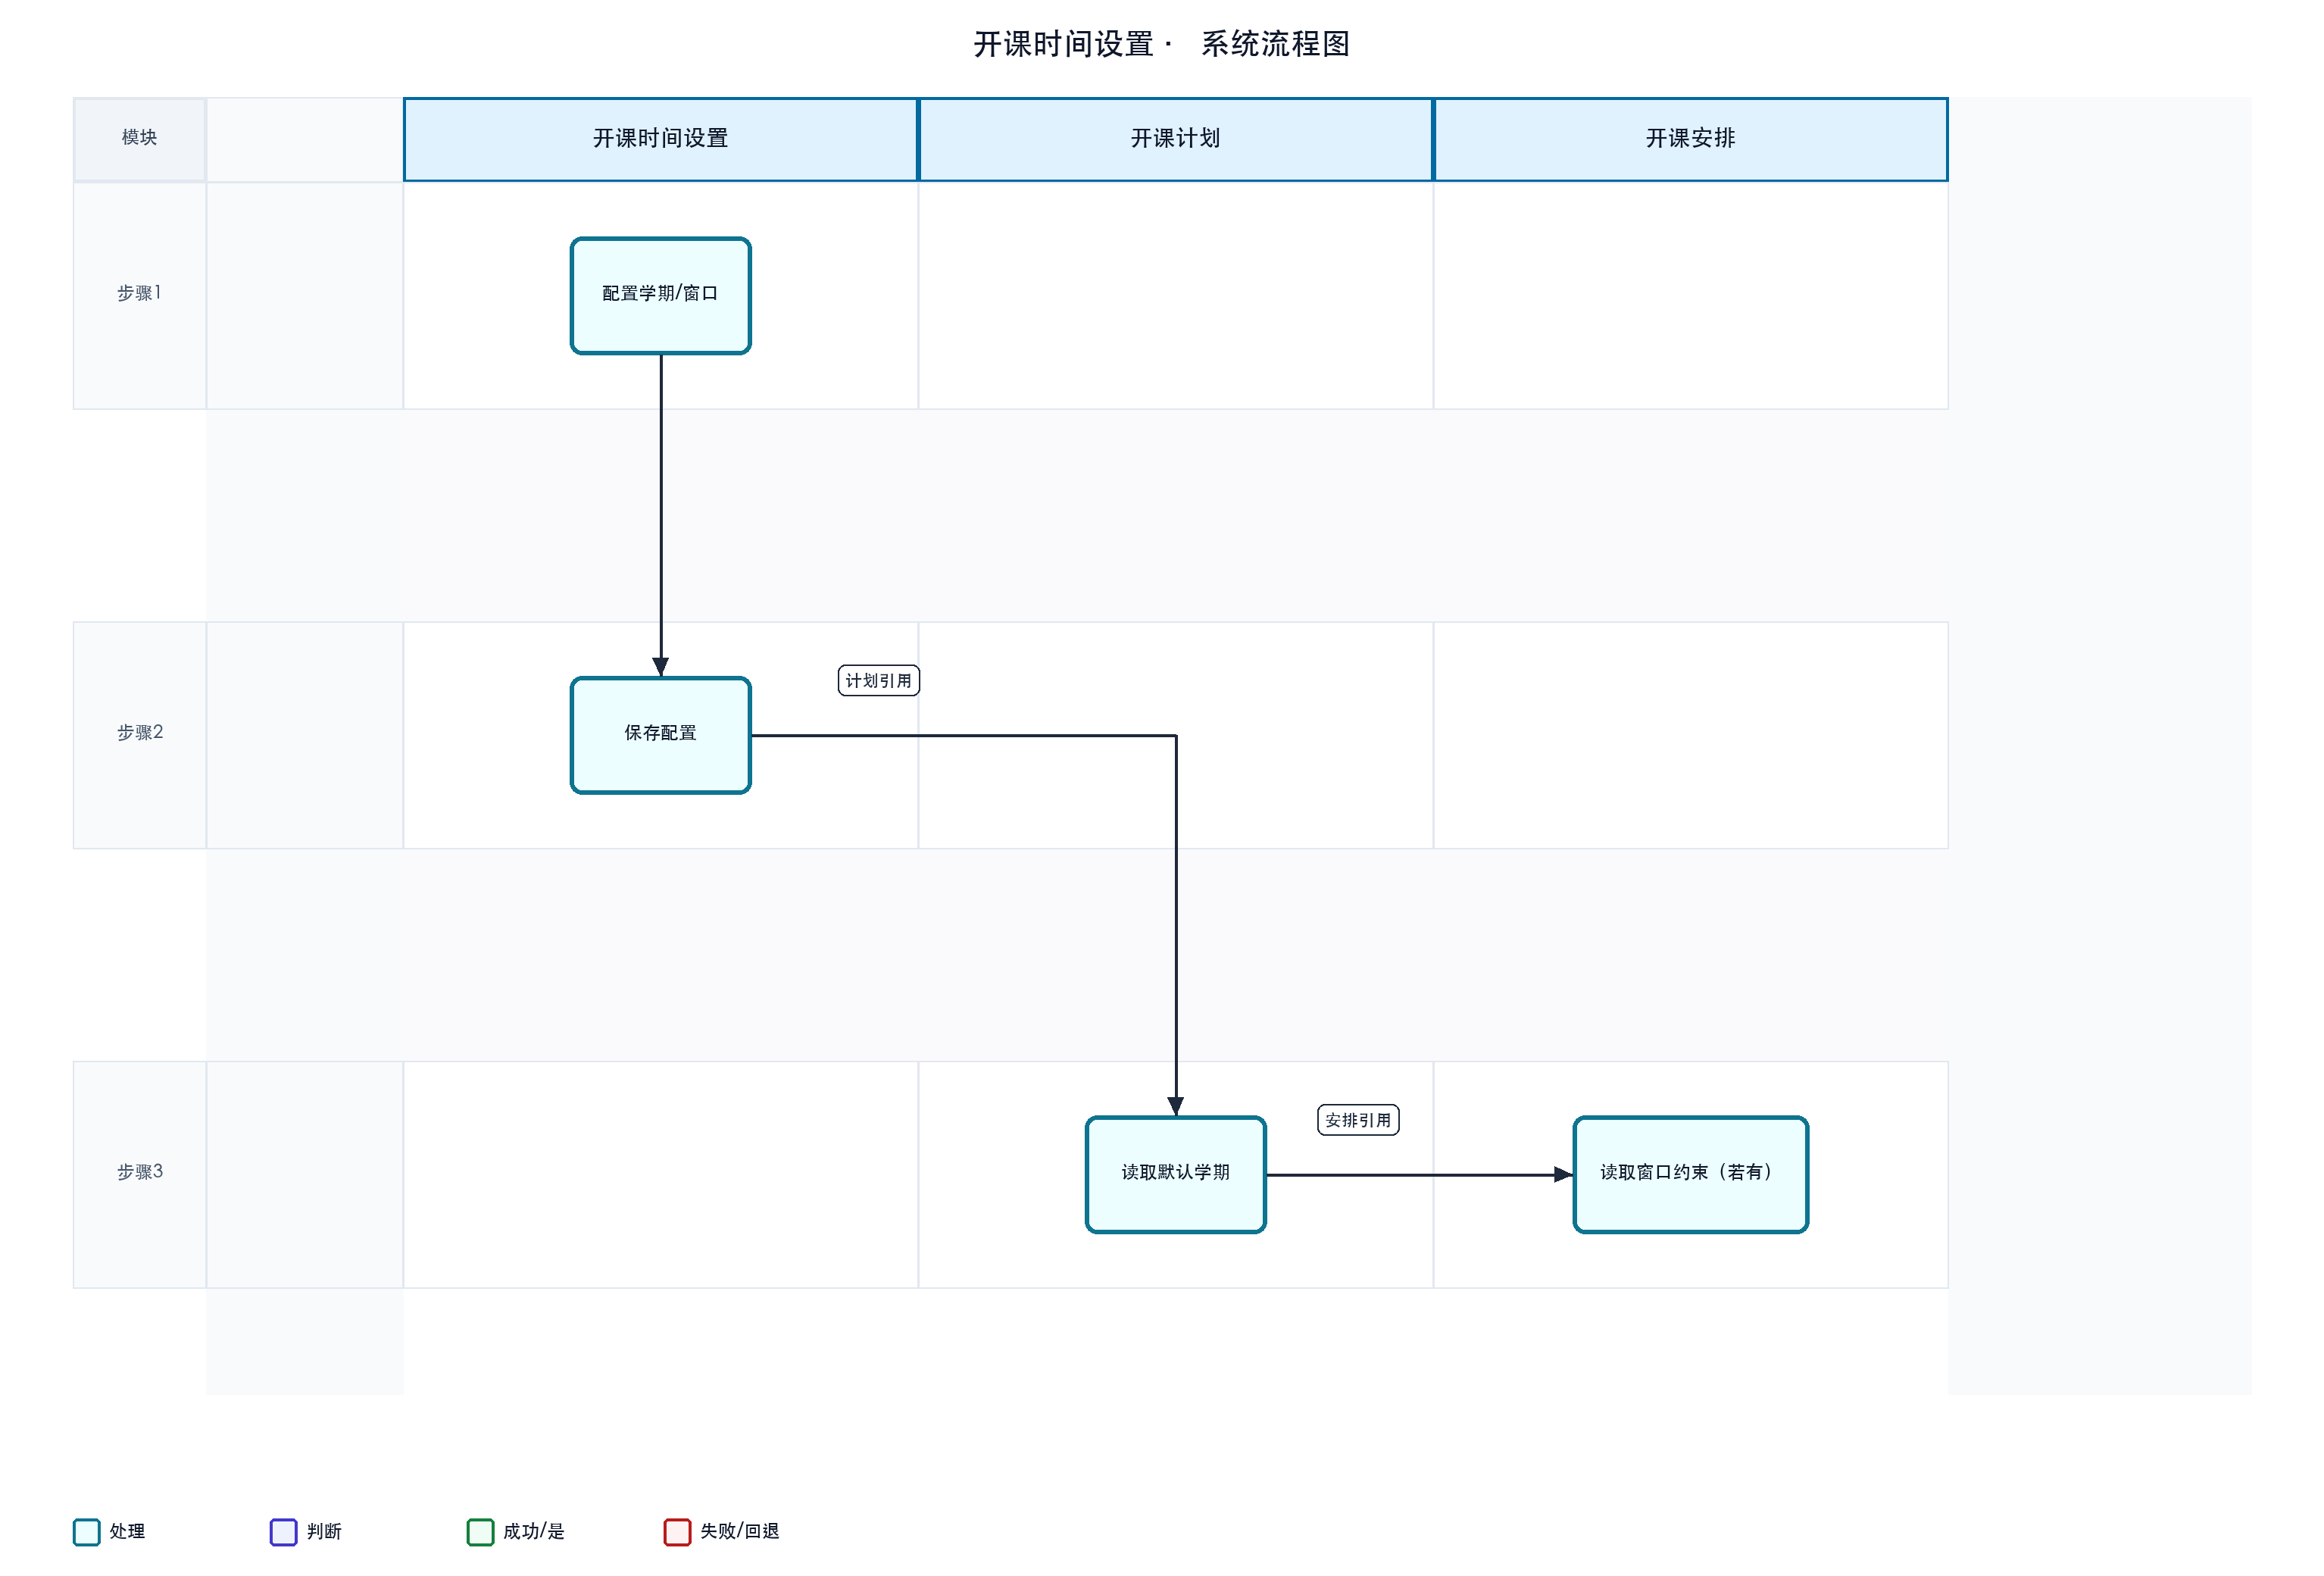 开课时间设置 · 系统流程图
模块
开课时间设置
开课计划
开课安排
步骤1
配置学期/窗口
步骤2
计划引用
保存配置
步骤3
安排引用
读取默认学期
读取窗口约束（若有）
处理
判断
成功/是
失败/回退